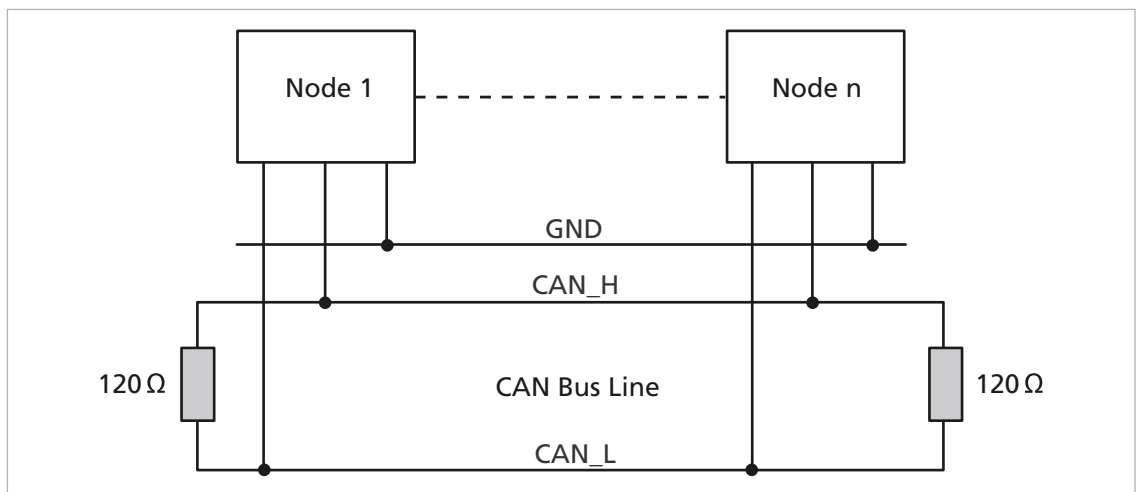 Node 1
Node n
GND
CAN_H
120 Ω
CAN Bus Line
120 Ω
CAN_L